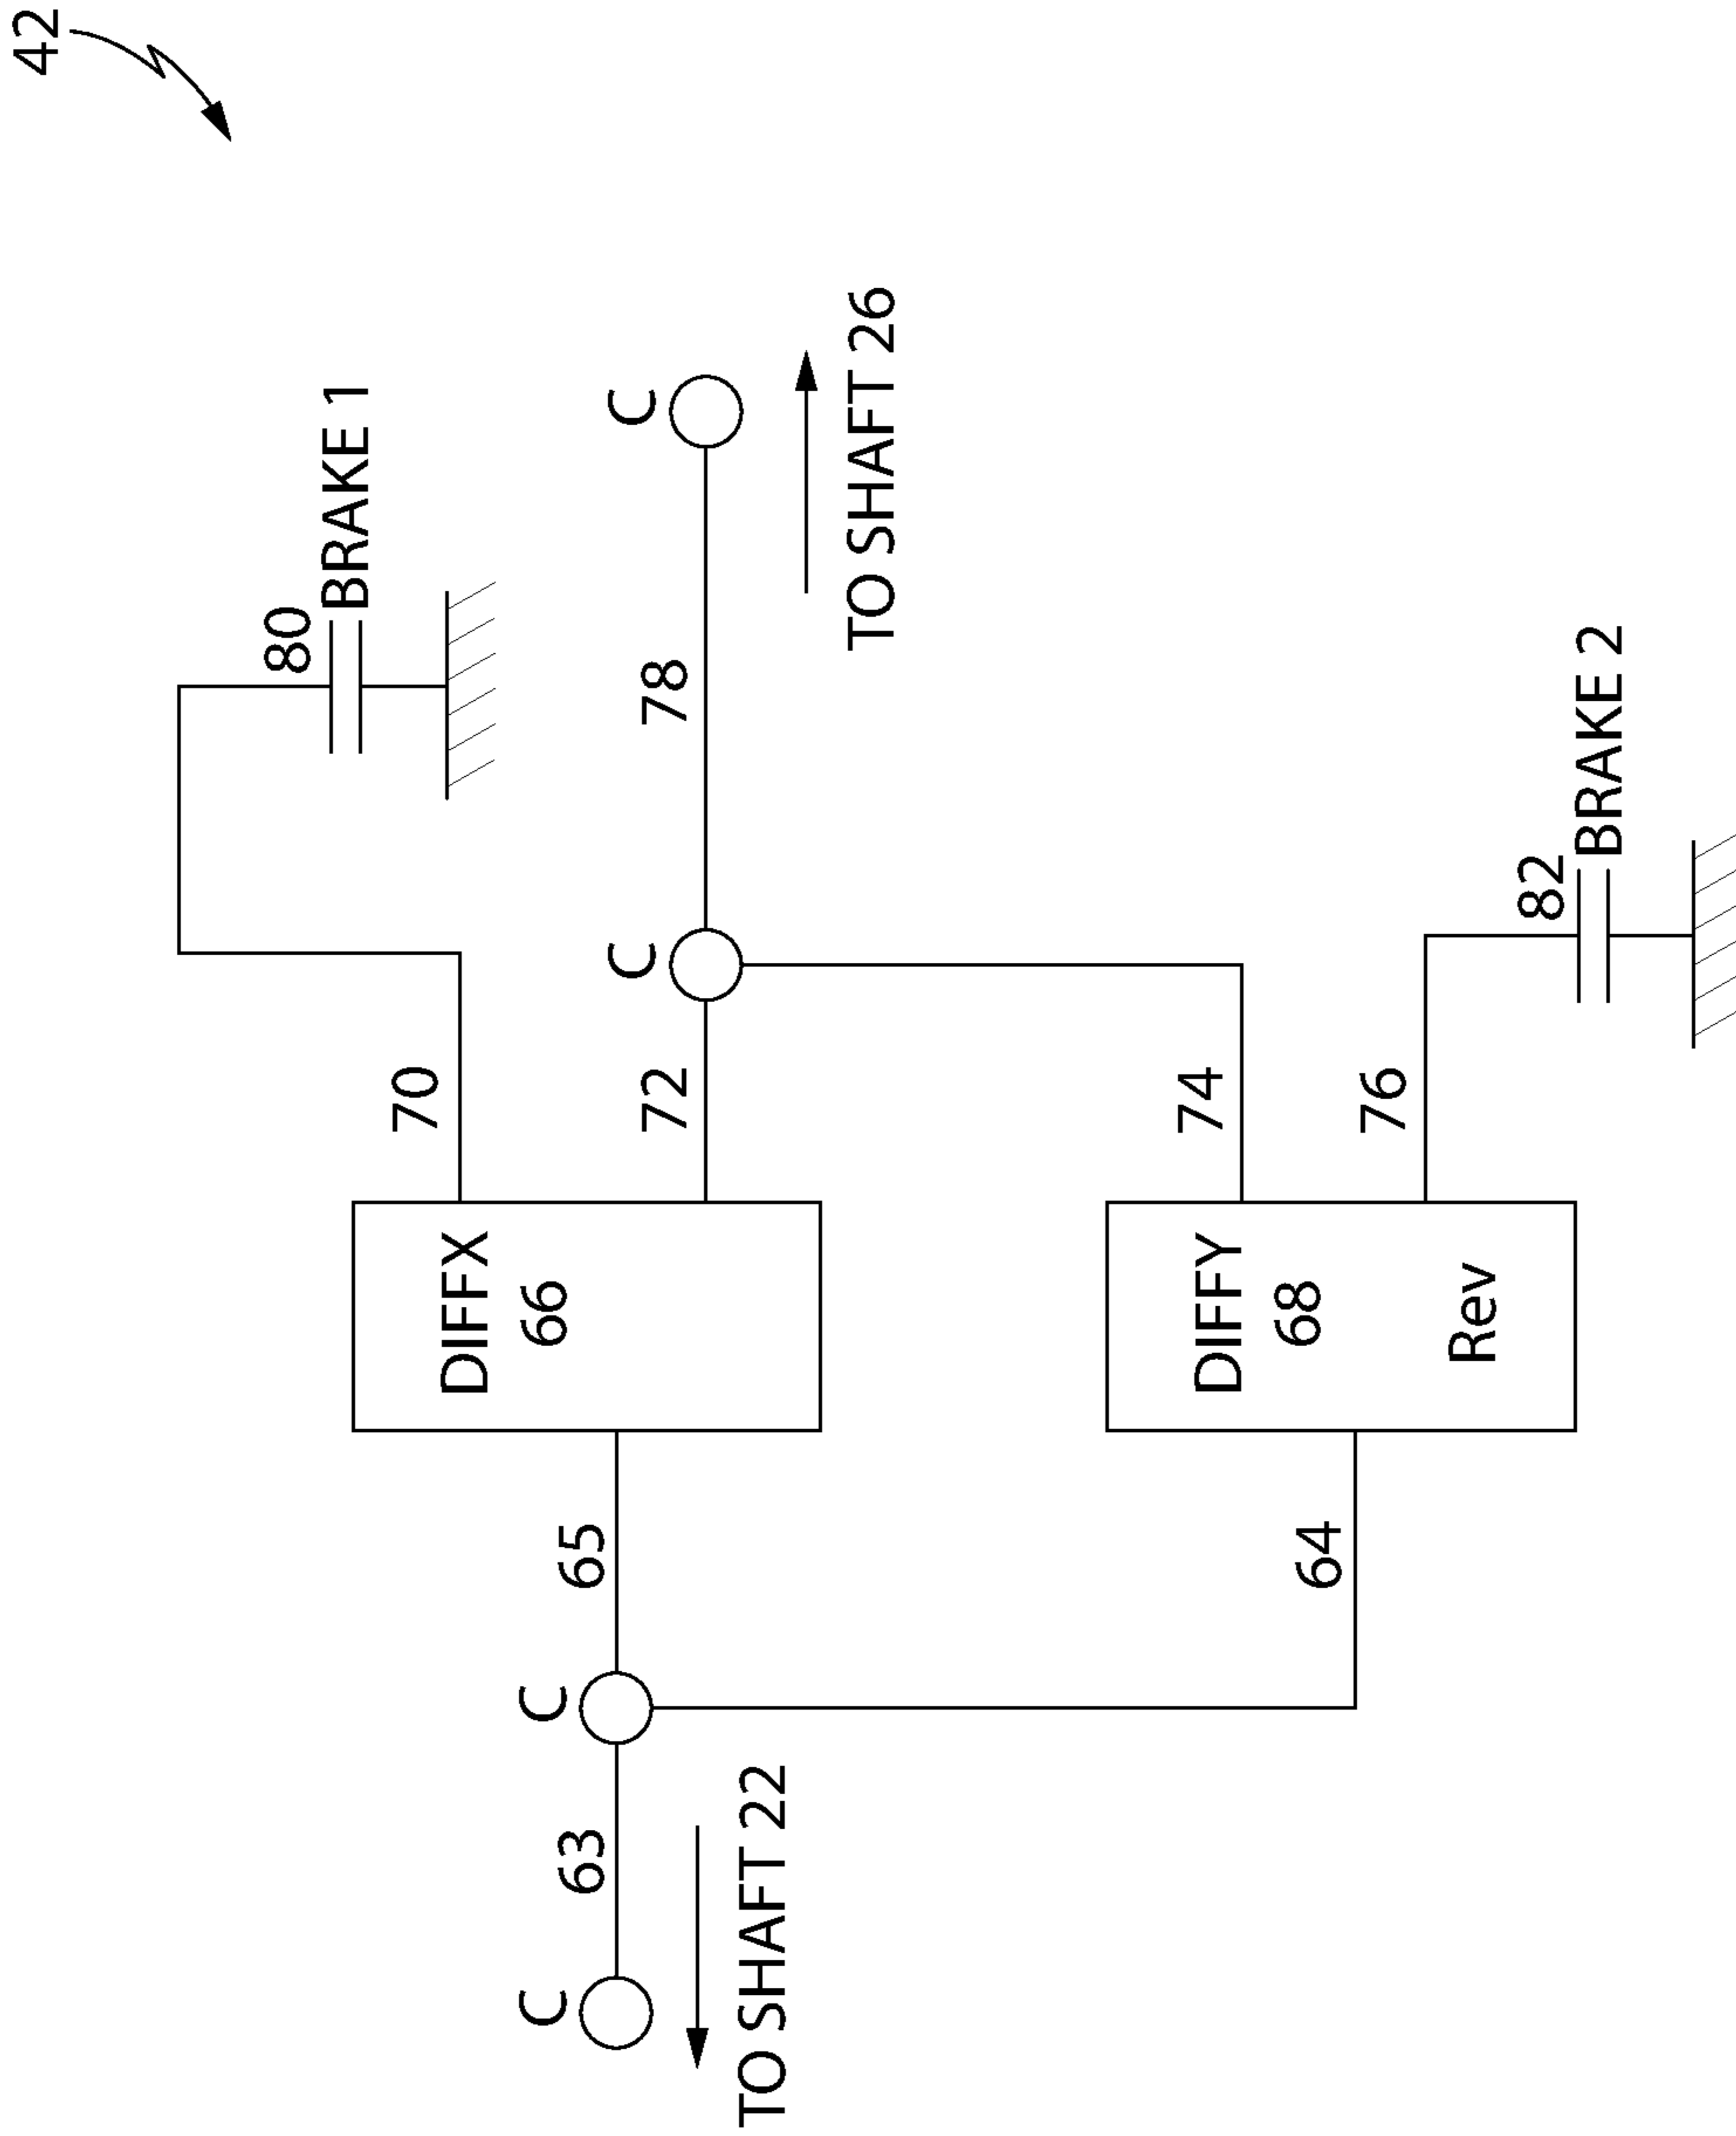 42
80
BRAKE 1
70
C
C
72
78
TO SHAFT 26
DIFFX
66
C
C
63
65
TO SHAFT 22
74
DIFFY
68
Rev
64
76
82
BRAKE 2